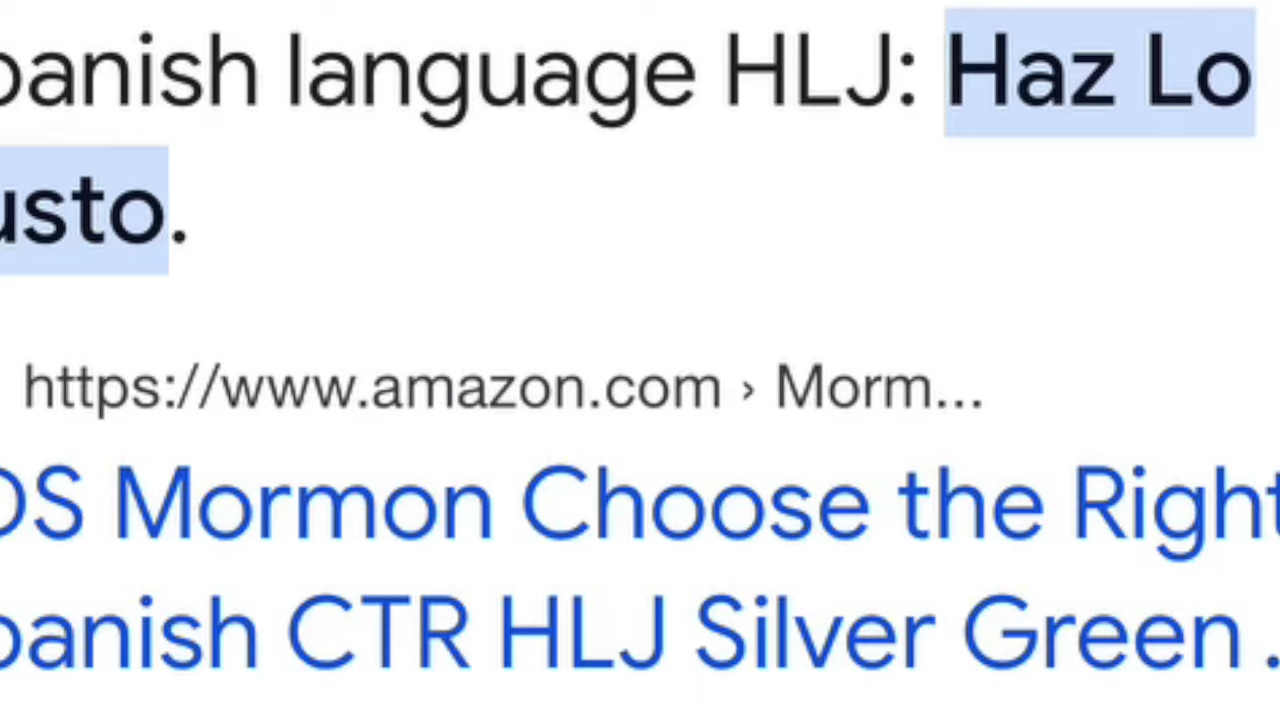 panish language HLJ: Haz Lo
usto.
https://www.amazon.com › Morm...
DS Mormon Choose the Right
panish CTR HLJ Silver Green .